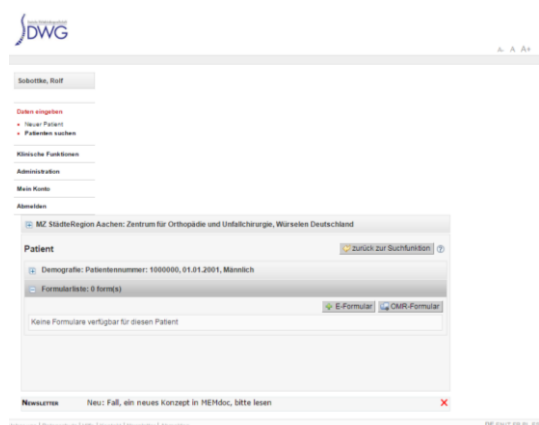 DWG
A- A A+
Sobottke, Rolf
Daten eingeben
Neuer Patient
Patienten suchen
Klinische Funktionen
Administration
Mein Konto
Abmelden
MZ StädteRegion Aachen: Zentrum für Orthopädie und Unfallchirurgie, Würselen Deutschland
Patient
zurück zur Suchfunktion
Demografie: Patientennummer: 1000000, 01.01.2001, Männlich
Formularliste: 0 form(s)
E-Formular OMR-Formular
Keine Formulare verfügbar für diesen Patient
Newsletter Neu: Fall, ein neues Konzept in MEMdoc, bitte lesen